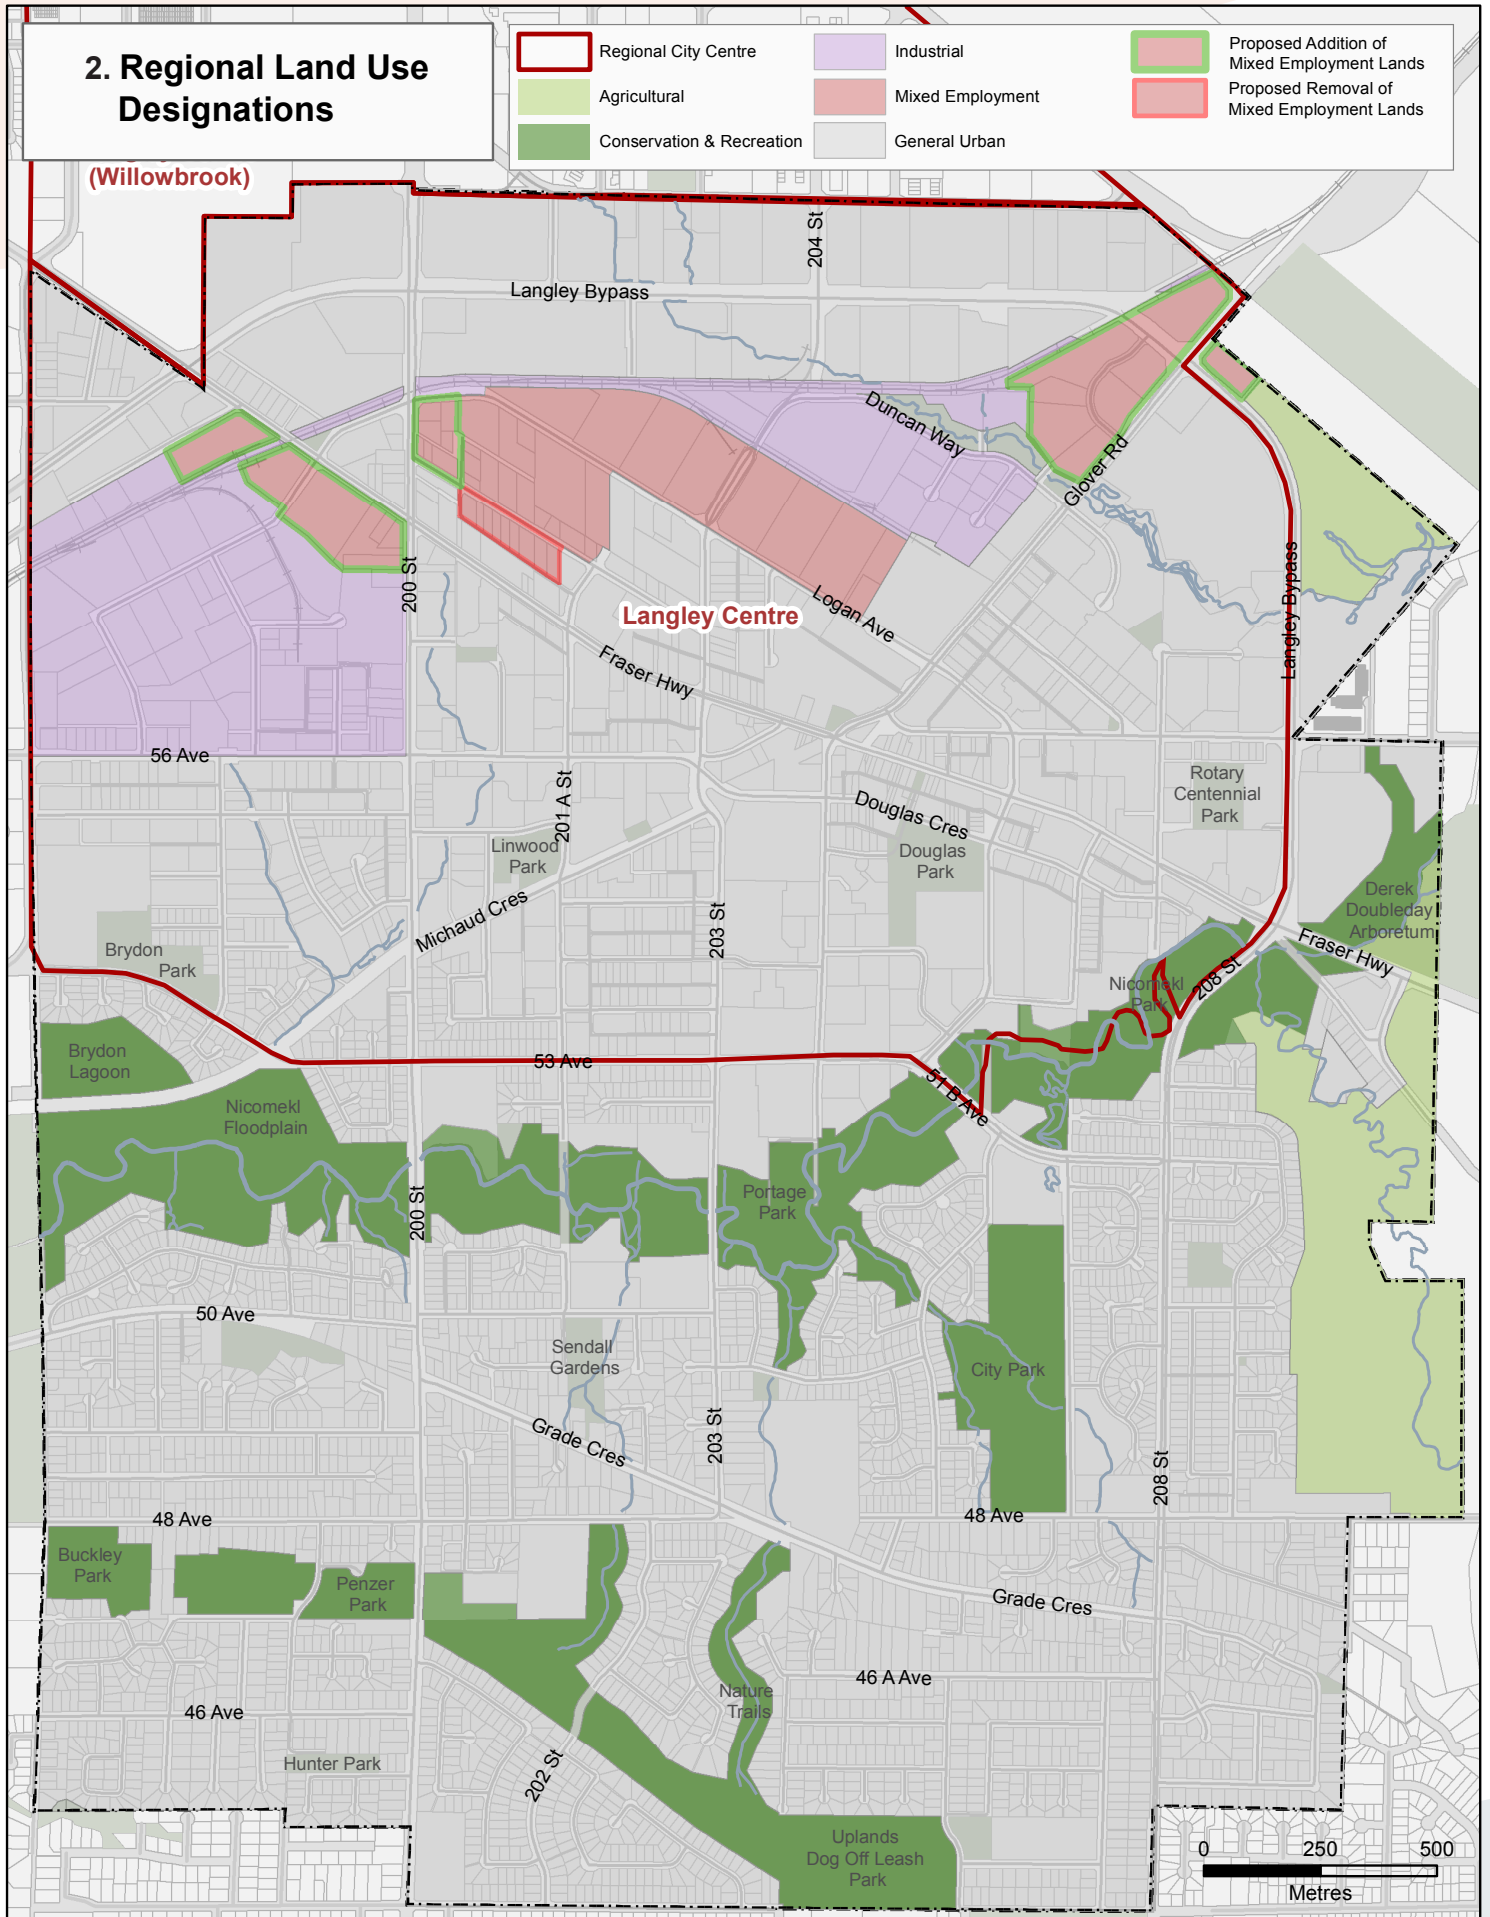 2. Regional Land Use
Designations
Regional City Centre
Agricultural
Conservation & Recreation
Industrial
Mixed Employment
General Urban
Proposed Addition of
Mixed Employment Lands
Proposed Removal of
Mixed Employment Lands
(Willowbrook)
204 St
Langley Bypass
Duncan Way
Glover Rd
200 St
Langley Bypass
Langley Centre
Logan Ave
Fraser Hwy
56 Ave
201 A St
Rotary
Centennial
Park
Douglas Cres
Linwood
Park
Douglas
Park
Derek
Doubleday
Arboretum
Michaud Cres
203 St
Brydon
Park
Fraser Hwy
208 St
Nicomekl
Park
Brydon
Lagoon
53 Ave
51 B Ave
Nicomekl
Floodplain
200 St
Portage
Park
50 Ave
Sendall
Gardens
City Park
Grade Cres
203 St
208 St
48 Ave
48 Ave
Buckley
Park
Penzer
Park
Grade Cres
46 A Ave
Nature
Trails
46 Ave
Hunter Park
202 St
Uplands
Dog Off Leash
Park
0 250 500
Metres